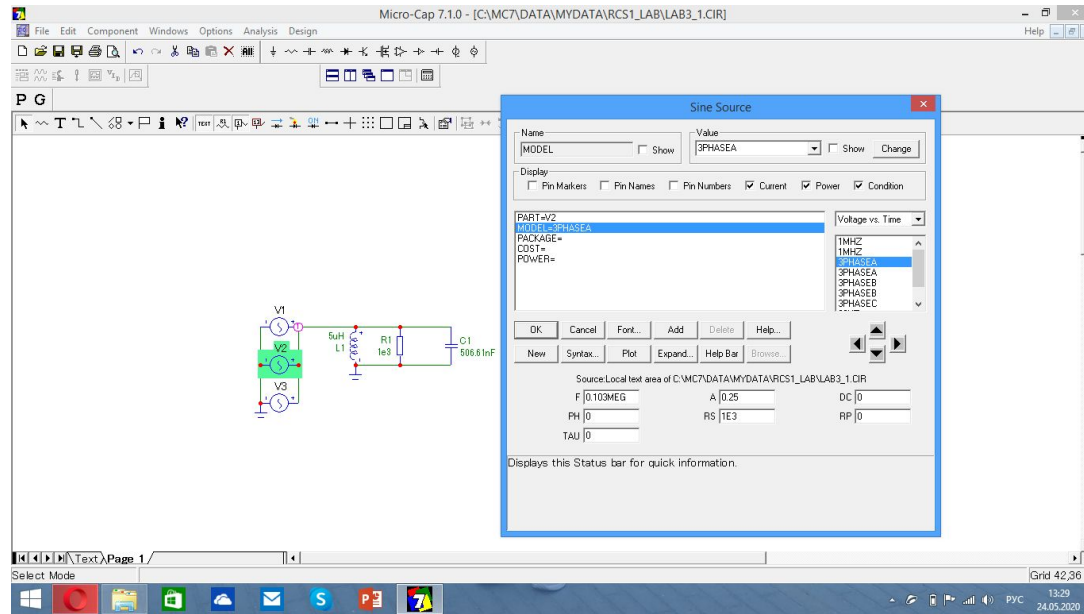 Micro-Cap 7.1.0 - [C:\MC7\DATA\MYDATA\RCS1_LAB\LAB3_1.CIR]
File Edit Component Windows Options Analysis Design Help
P G
T TEXT ON
Sine Source
Name Value
MODEL Show 3PHASEA Show Change
Display
Pin Markers Pin Names Pin Numbers Current Power Condition
PART=V2
MODEL=3PHASEA
PACKAGE=
COST=
POWER=
Voltage vs. Time
1MHZ
1MHZ
3PHASEA
3PHASEA
3PHASEB
3PHASEB
3PHASEC
OK Cancel Font... Add Delete Help...
New Syntax... Plot Expand... Help Bar Browse...
Source:Local text area of C:\MC7\DATA\MYDATA\RCS1_LAB\LAB3_1.CIR
F 0.103MEG A 0.25 DC 0
PH 0 RS 1E3 RP 0
TAU 0
Displays this Status bar for quick information.
V1
1
5uH
L1
R1
1e3
C1
506.61nF
V2
V3
Text Page 1
Select Mode Grid 42,36
РУС 13:29
24.05.2020